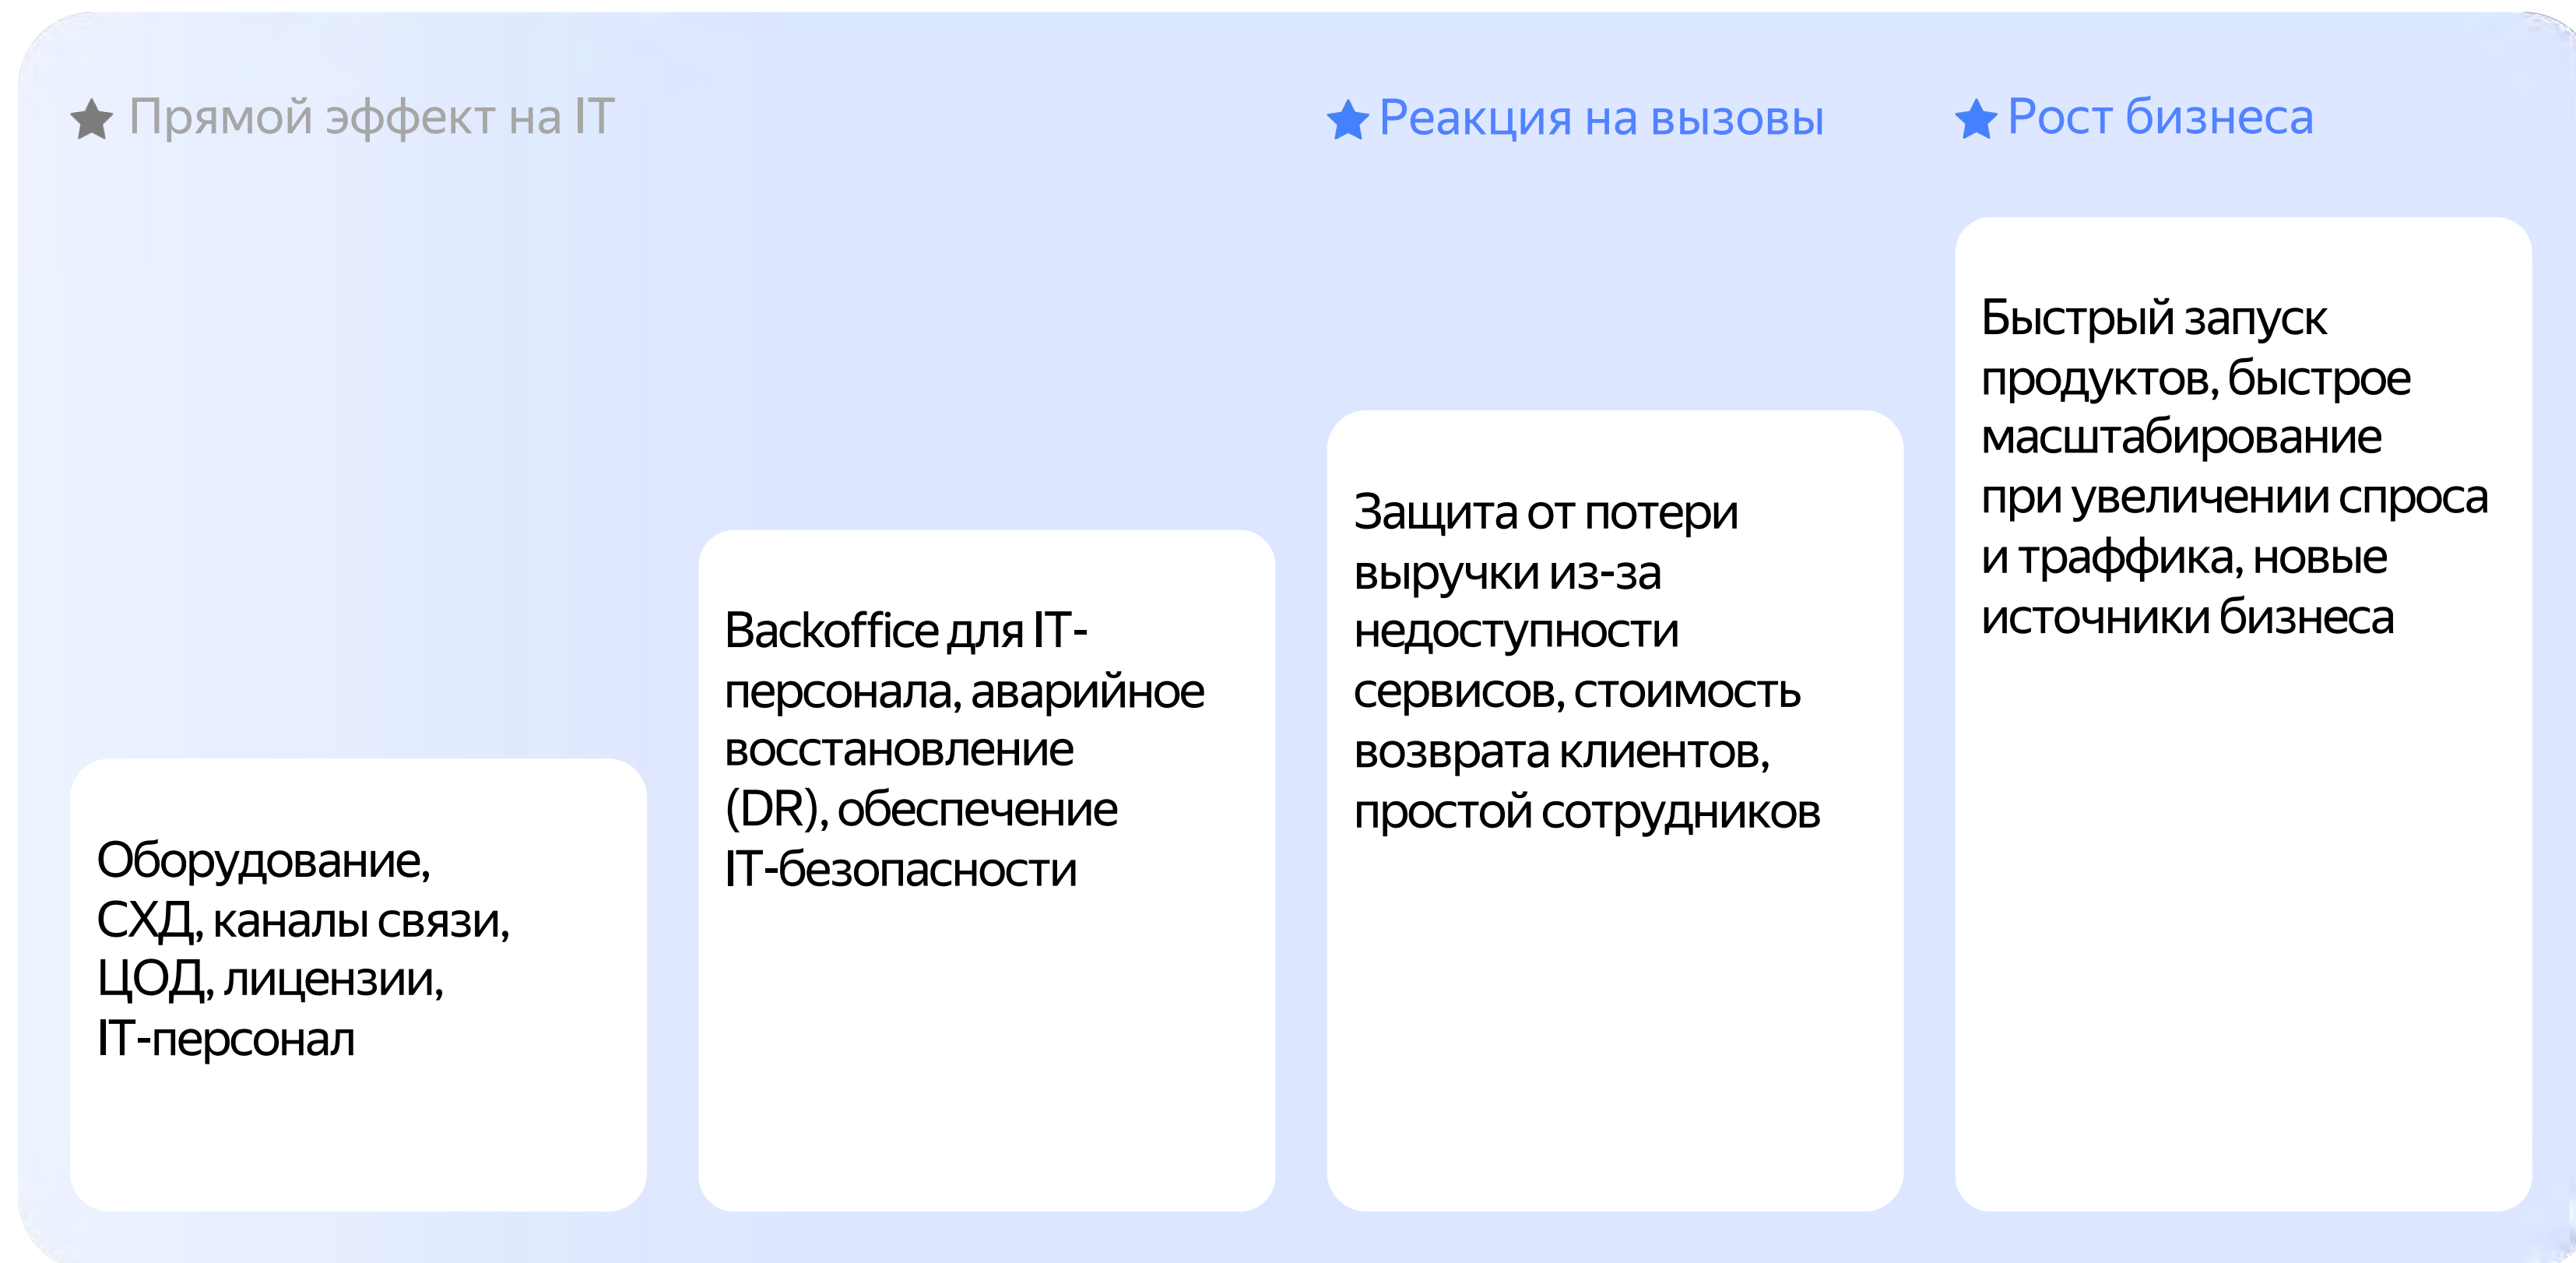 Прямой эффект на IT
Реакция на вызовы
Рост бизнеса
Оборудование,
СХД, каналы связи,
ЦОД, лицензии,
IT-персонал
Backoffice для IT-
персонала, аварийное
восстановление
(DR), обеспечение
IT-безопасности
Защита от потери
выручки из-за
недоступности
сервисов, стоимость
возврата клиентов,
простой сотрудников
Быстрый запуск
продуктов, быстрое
масштабирование
при увеличении спроса
и траффика, новые
источники бизнеса